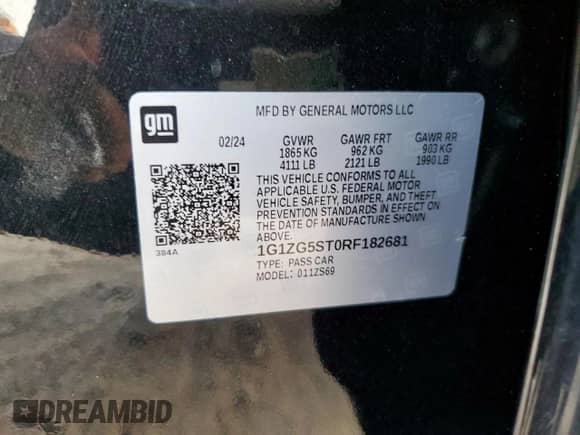 gm
MFD BY GENERAL MOTORS LLC
02/24 GVWR GAWR FRT GAWR RR
1865 KG 962 KG 903 KG
4111 LB 2121 LB 1990 LB
THIS VEHICLE CONFORMS TO ALL
APPLICABLE U.S. FEDERAL MOTOR
VEHICLE SAFETY, BUMPER, AND THEFT
PREVENTION STANDARDS IN EFFECT ON
THE DATE OF MANUFACTURE SHOWN
ABOVE.
384A
1G1ZG5ST0RF182681
TYPE: PASS CAR
MODEL: 011ZS69
DREAMBID